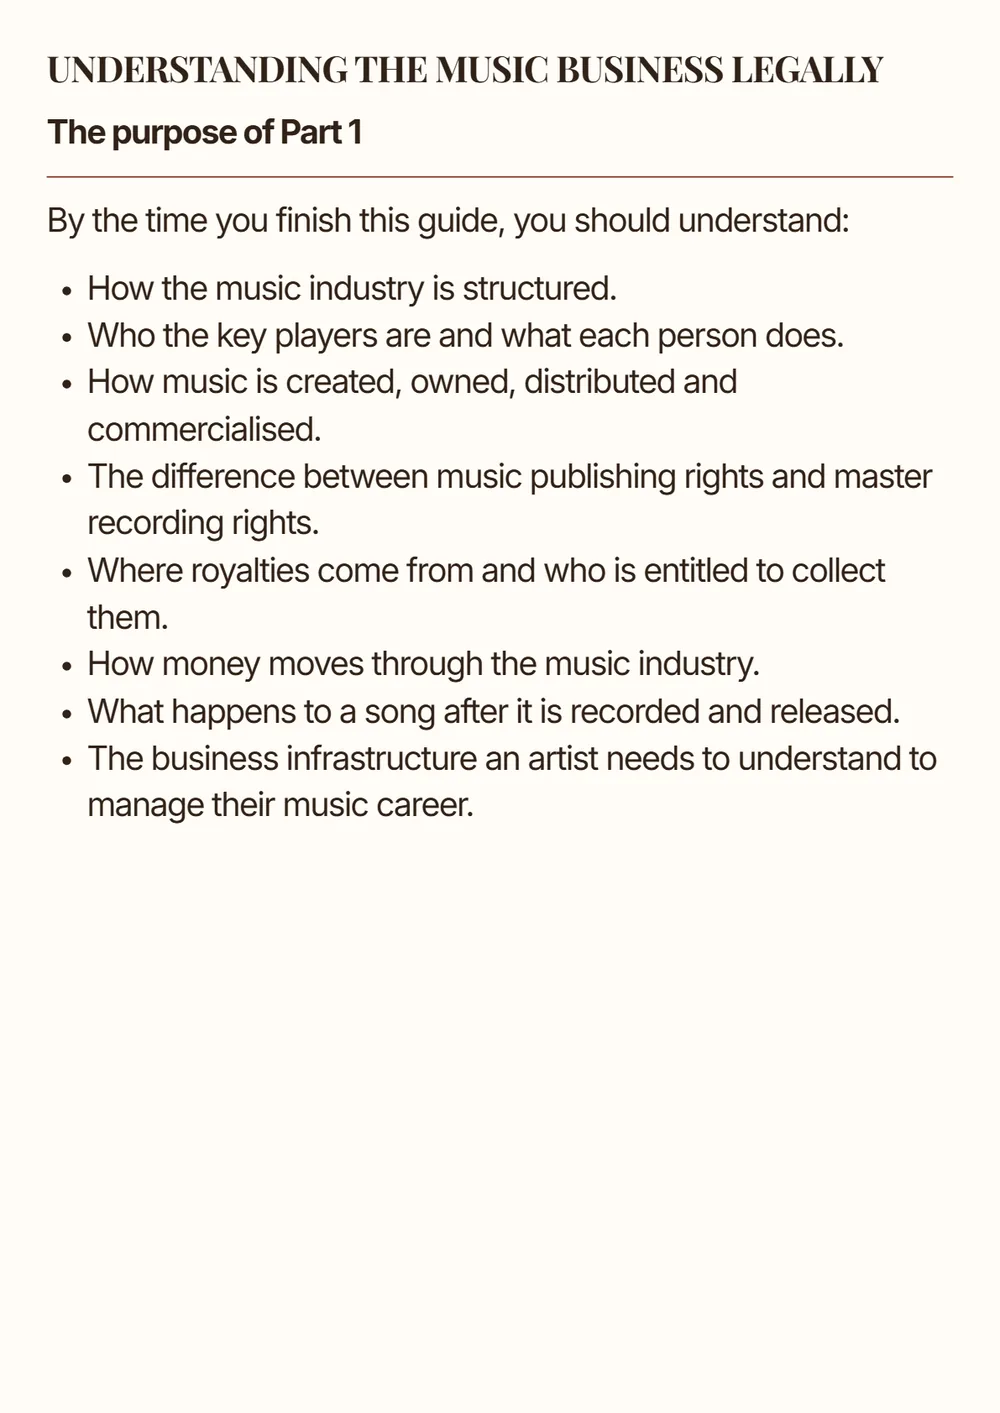 UNDERSTANDING THE MUSIC BUSINESS LEGALLY
The purpose of Part 1
By the time you finish this guide, you should understand:
• How the music industry is structured.
• Who the key players are and what each person does.
• How music is created, owned, distributed and
commercialised.
• The difference between music publishing rights and master
recording rights.
• Where royalties come from and who is entitled to collect
them.
• How money moves through the music industry.
• What happens to a song after it is recorded and released.
• The business infrastructure an artist needs to understand to
manage their music career.